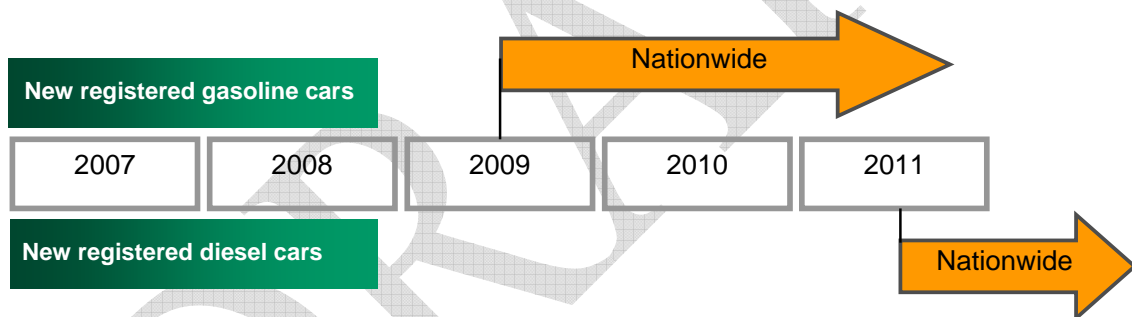 Nationwide
New registered gasoline cars
2007 2008 2009 2010 2011
New registered diesel cars
Nationwide